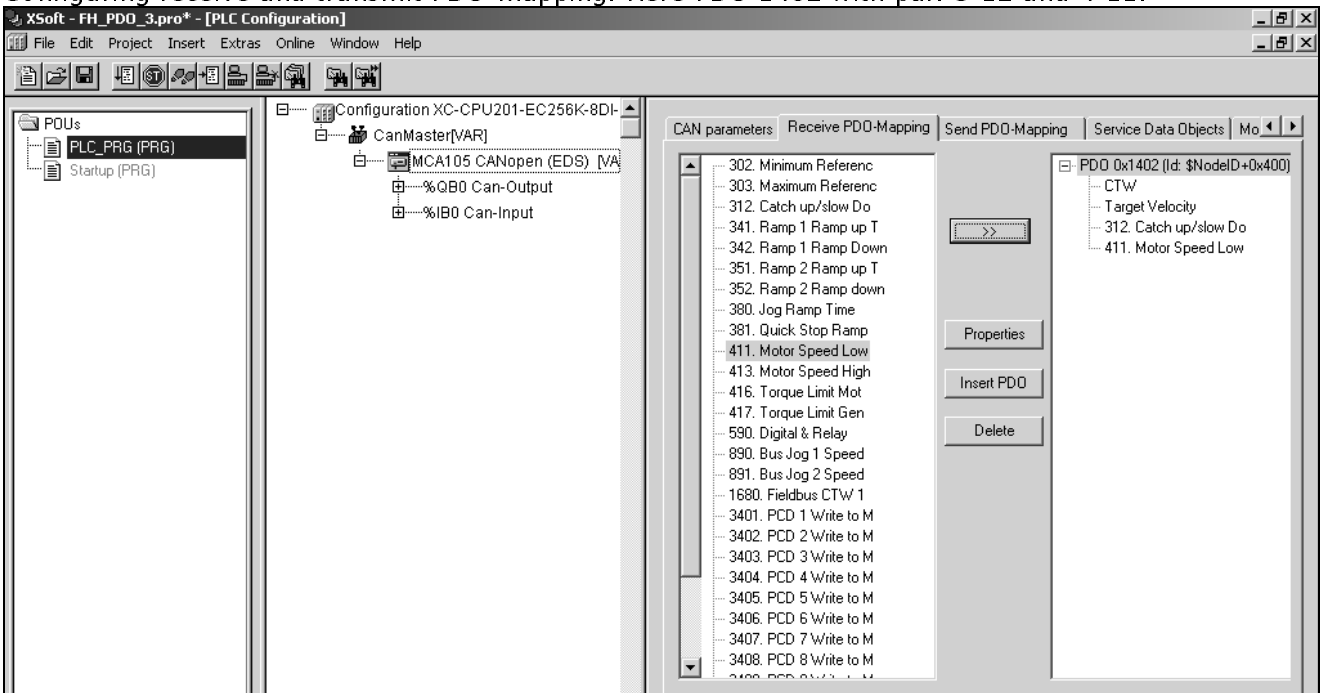 XSoft - FH_PDO_3.pro* - [PLC Configuration]
File Edit Project Insert Extras Online Window Help
POUs
PLC_PRG (PRG)
Startup (PRG)
Configuration XC-CPU201-EC256K-8DI-
CanMaster[VAR]
MCA105 CANopen (EDS) [VA
%QB0 Can-Output
%IB0 Can-Input
CAN parameters Receive PDO-Mapping Send PDO-Mapping Service Data Objects Mo
302. Minimum Referenc
303. Maximum Referenc
312. Catch up/slow Do
341. Ramp 1 Ramp up T
342. Ramp 1 Ramp Down
351. Ramp 2 Ramp up T
352. Ramp 2 Ramp down
380. Jog Ramp Time
381. Quick Stop Ramp
411. Motor Speed Low
413. Motor Speed High
416. Torque Limit Mot
417. Torque Limit Gen
590. Digital & Relay
890. Bus Jog 1 Speed
891. Bus Jog 2 Speed
1680. Fieldbus CTW 1
3401. PCD 1 Write to M
3402. PCD 2 Write to M
3403. PCD 3 Write to M
3404. PCD 4 Write to M
3405. PCD 5 Write to M
3406. PCD 6 Write to M
3407. PCD 7 Write to M
3408. PCD 8 Write to M
>>
Properties
Insert PDO
Delete
PDO 0x1402 (Id: $NodeID+0x400)
CTW
Target Velocity
312. Catch up/slow Do
411. Motor Speed Low